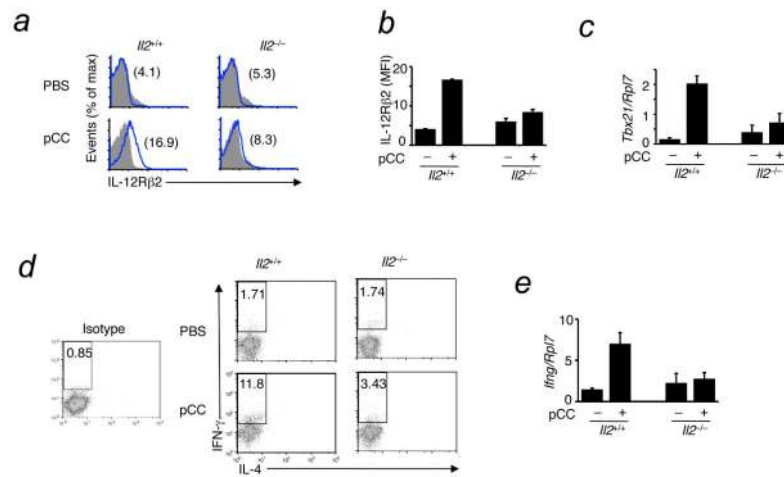 a
Il2+/+
Il2–/–
PBS
(4.1)
(5.3)
pCC
(16.9)
(8.3)
Events (% of max)
IL-12Rβ2
b
IL-12Rβ2 (MFI)
20
10
0
pCC – + – +
Il2+/+ Il2–/–
c
Tbx21/Rpl7
2
1
0
pCC – + – +
Il2+/+ Il2–/–
d
Il2+/+ Il2–/–
Isotype
0.85
PBS
1.71
1.74
pCC
11.8
3.43
IFN-γ
IL-4
e
Ifng/Rpl7
10
5
0
pCC – + – +
Il2+/+ Il2–/–